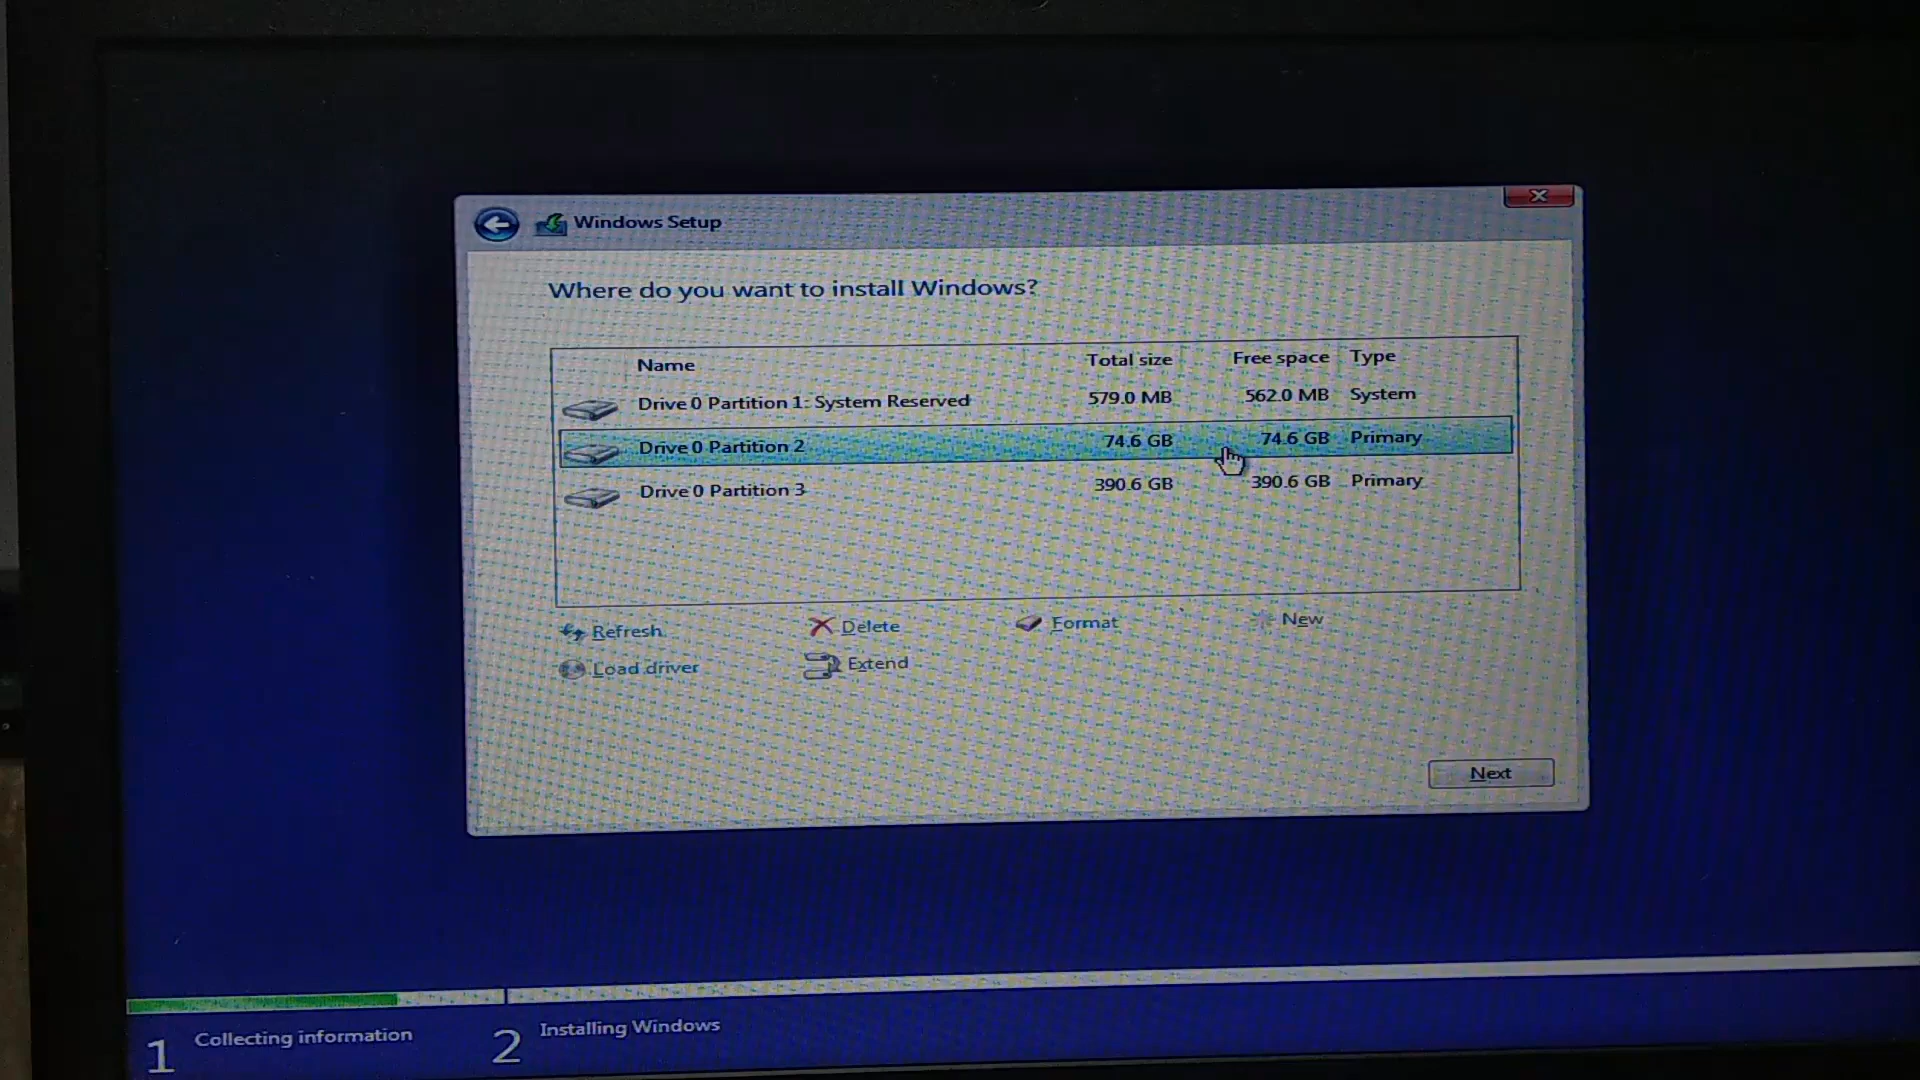 Windows Setup
Where do you want to install Windows?
Name Total size Free space Type
Drive 0 Partition 1: System Reserved 579.0 MB 562.0 MB System
Drive 0 Partition 2 74.6 GB 74.6 GB Primary
Drive 0 Partition 3 390.6 GB 390.6 GB Primary
Refresh Delete Format New
Load driver Extend
Next
1 Collecting information 2 Installing Windows